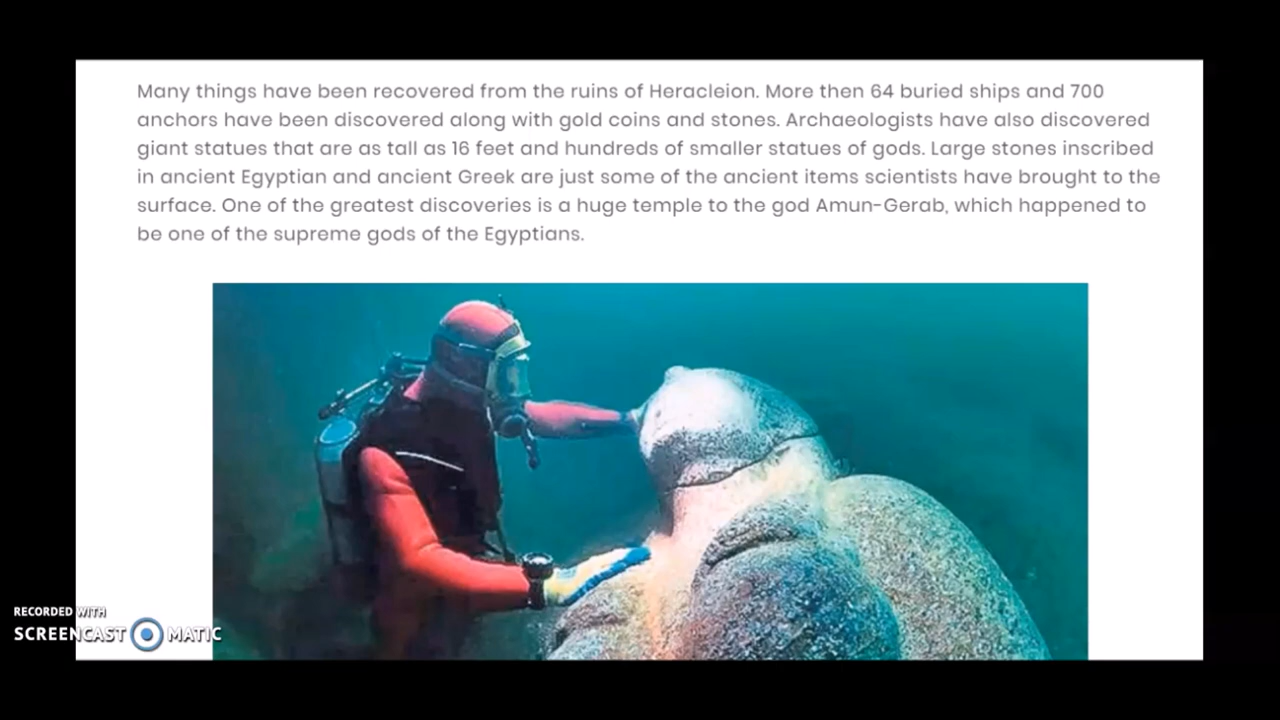 Many things have been recovered from the ruins of Heracleion. More then 64 buried ships and 700
anchors have been discovered along with gold coins and stones. Archaeologists have also discovered
giant statues that are as tall as 16 feet and hundreds of smaller statues of gods. Large stones inscribed
in ancient Egyptian and ancient Greek are just some of the ancient items scientists have brought to the
surface. One of the greatest discoveries is a huge temple to the god Amun-Gerab, which happened to
be one of the supreme gods of the Egyptians.
RECORDED WITH
SCREENCAST MATIC